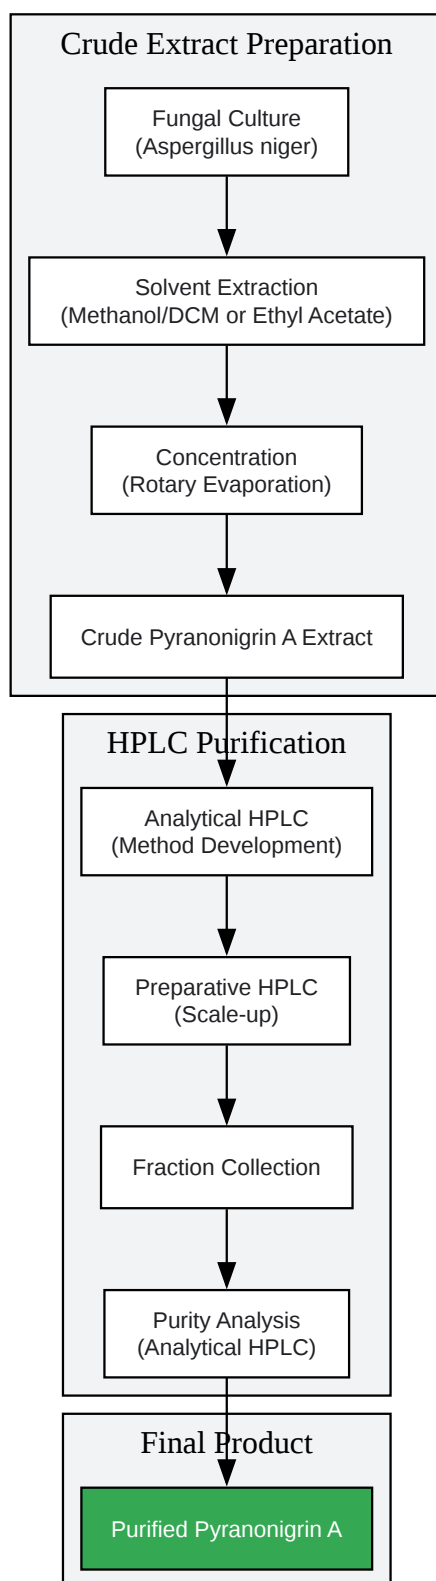 Crude Extract Preparation
Fungal Culture
(Aspergillus niger)
Solvent Extraction
(Methanol/DCM or Ethyl Acetate)
Concentration
(Rotary Evaporation)
Crude Pyranonigrin A Extract
HPLC Purification
Analytical HPLC
(Method Development)
Preparative HPLC
(Scale-up)
Fraction Collection
Purity Analysis
(Analytical HPLC)
Final Product
Purified Pyranonigrin A